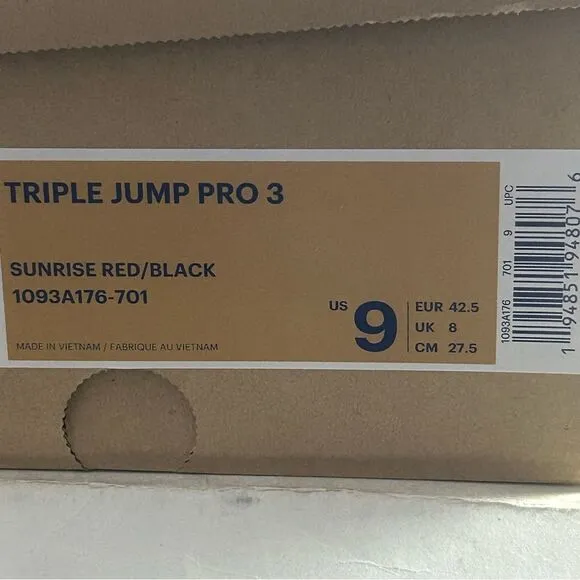 TRIPLE JUMP PRO 3
SUNRISE RED/BLACK
1093A176-701
MADE IN VIETNAM / FABRIQUE AU VIETNAM
US 9
EUR 42.5
UK 8
CM 27.5
1093A176 701 9 UPC
1 94851 94807 6